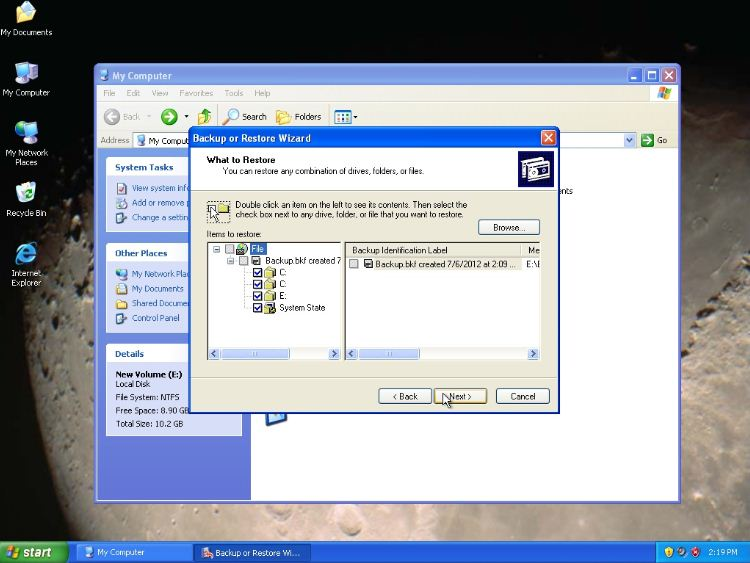 My Documents
My Computer
My Network
Places
Recycle Bin
Internet
Explorer
My Computer
File Edit View Favorites Tools Help
Back Search Folders
Address My Comput Go
System Tasks
View system info
Add or remove p
Change a settin
Other Places
My Network Plac
My Documents
Shared Documen
Control Panel
Details
New Volume (E:)
Local Disk
File System: NTFS
Free Space: 8.90 GB
Total Size: 10.2 GB
ents
Backup or Restore Wizard
What to Restore
You can restore any combination of drives, folders, or files.
Double click an item on the left to see its contents. Then select the
check box next to any drive, folder, or file that you want to restore.
Browse...
Items to restore:
File
Backup.bkf created 7
C:
C:
E:
System State
Backup Identification Label Me
Backup.bkf created 7/6/2012 at 2:09 ... E:\B
< Back Next > Cancel
start My Computer Backup or Restore Wi... 2:19 PM